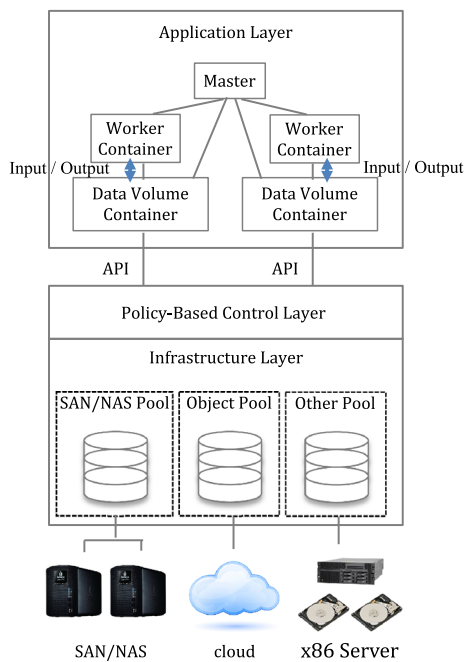 Application Layer
Master
Worker Container
Worker Container
Input / Output
Input / Output
Data Volume Container
Data Volume Container
API
API
Policy-Based Control Layer
Infrastructure Layer
SAN/NAS Pool
Object Pool
Other Pool
SAN/NAS
cloud
x86 Server